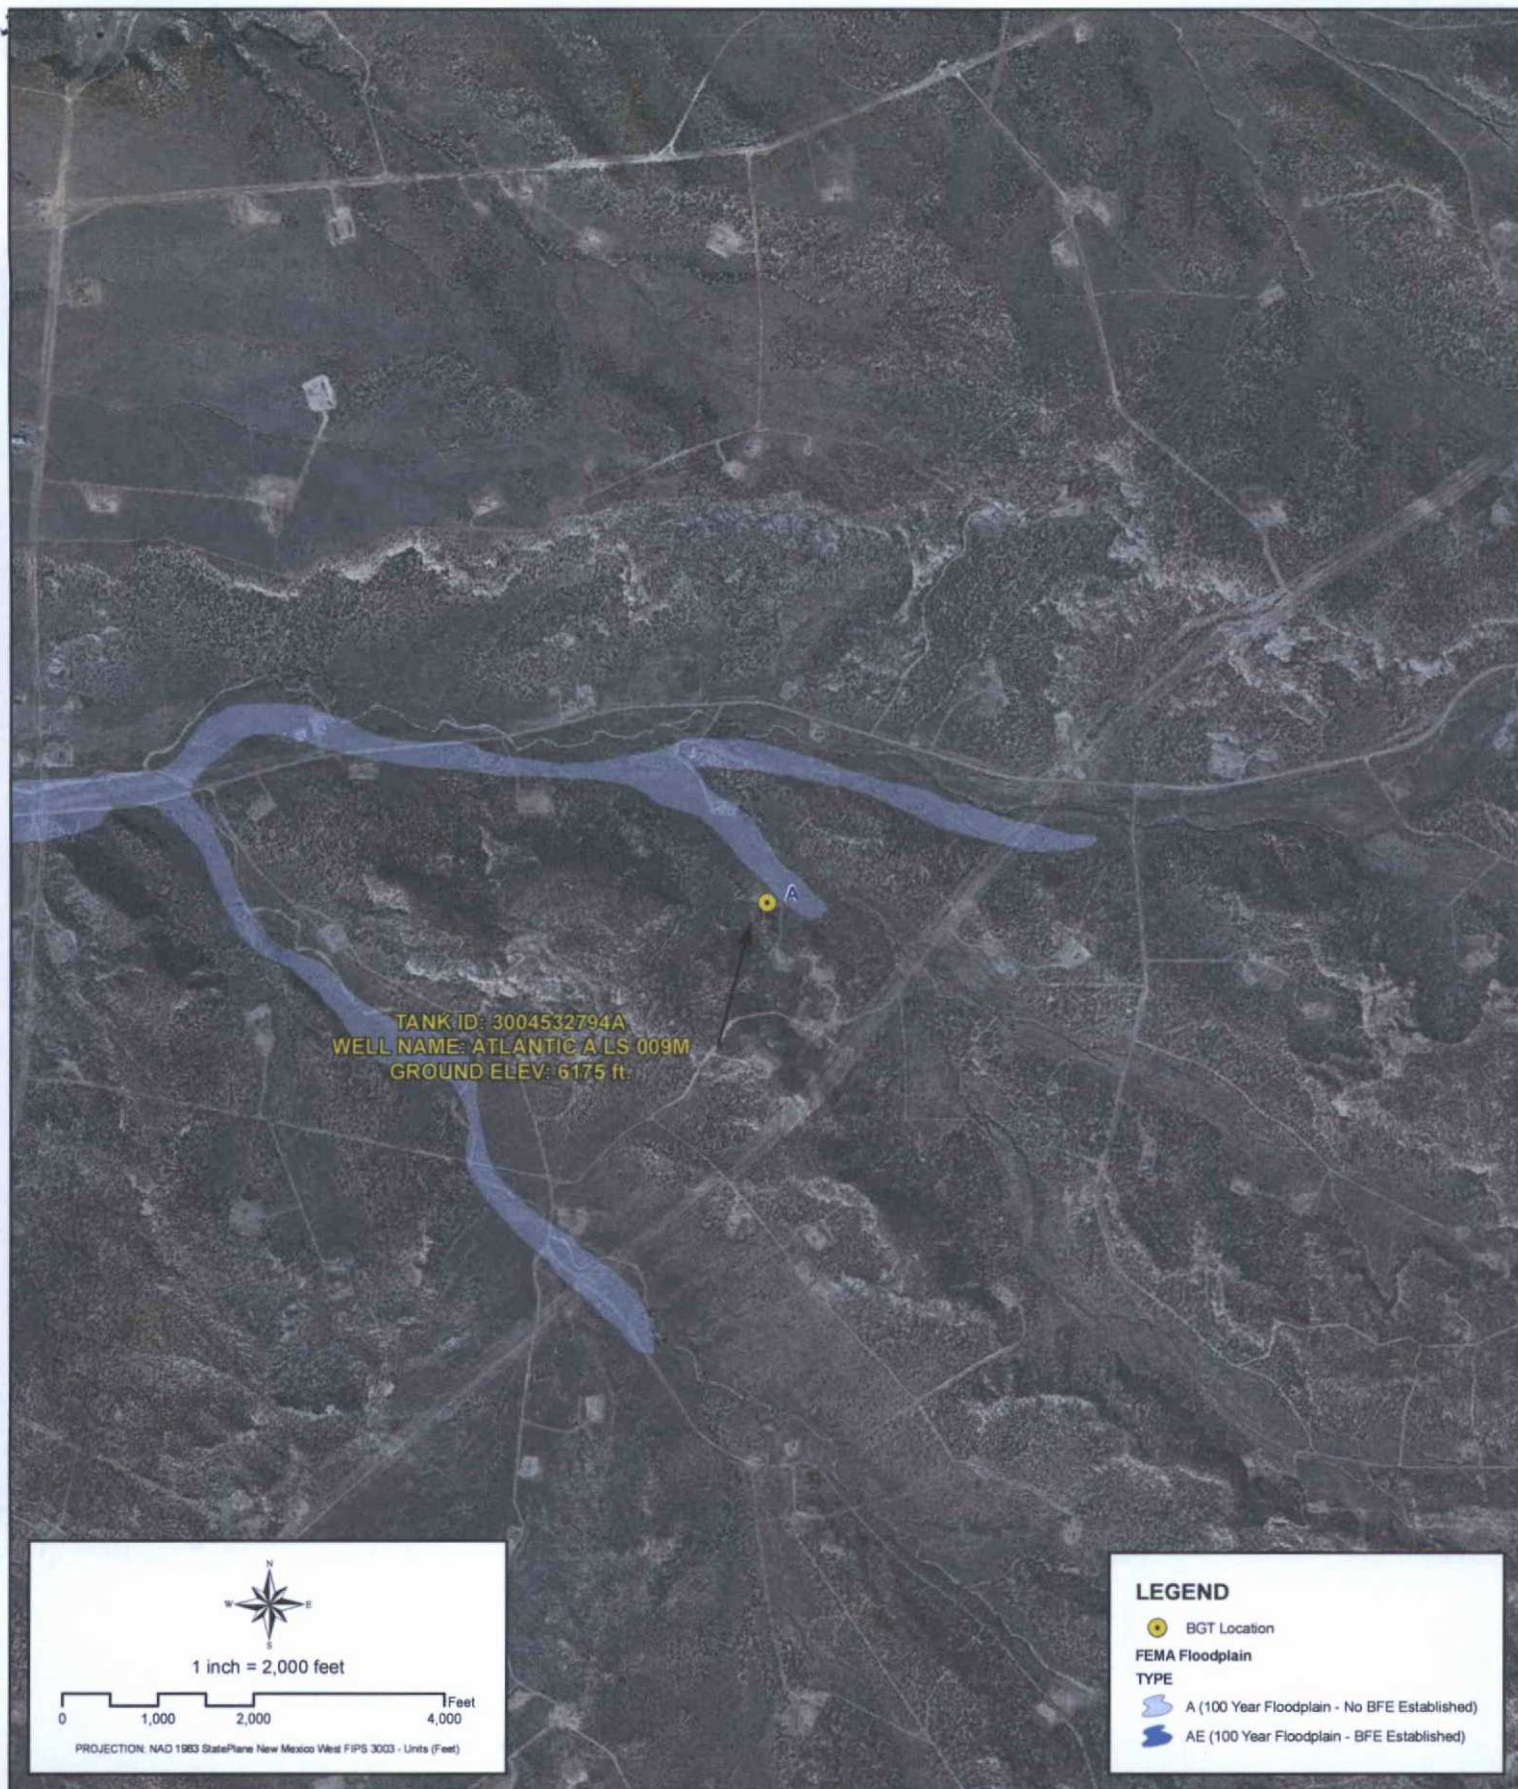 A
TANK ID: 3004532794A
WELL NAME: ATLANTIC A LS 009M
GROUND ELEV: 6175 ft.
N
W E
S
1 inch = 2,000 feet
Feet
0 1,000 2,000 4,000
PROJECTION: NAD 1983 StatePlane New Mexico West FIPS 3003 - Units (Feet)
LEGEND
BGT Location
FEMA Floodplain
TYPE
A (100 Year Floodplain - No BFE Established)
AE (100 Year Floodplain - BFE Established)